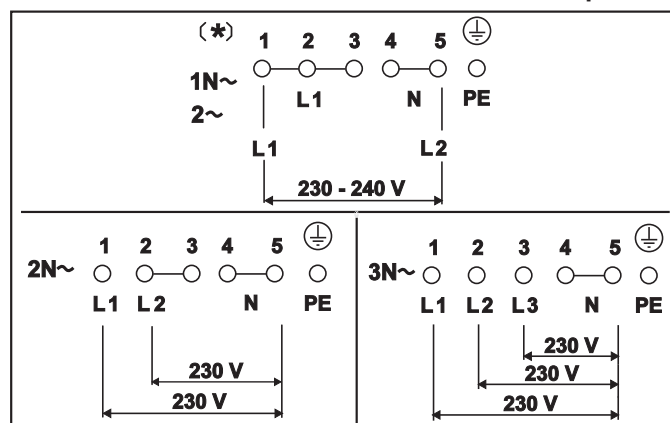 (*) 1 2 3 4 5
1N~ L1 N PE
2~
L1 L2
230 - 240 V
2N~ 1 2 3 4 5
L1 L2 N PE
230 V
230 V
3N~ 1 2 3 4 5
L1 L2 L3 N PE
230 V
230 V
230 V